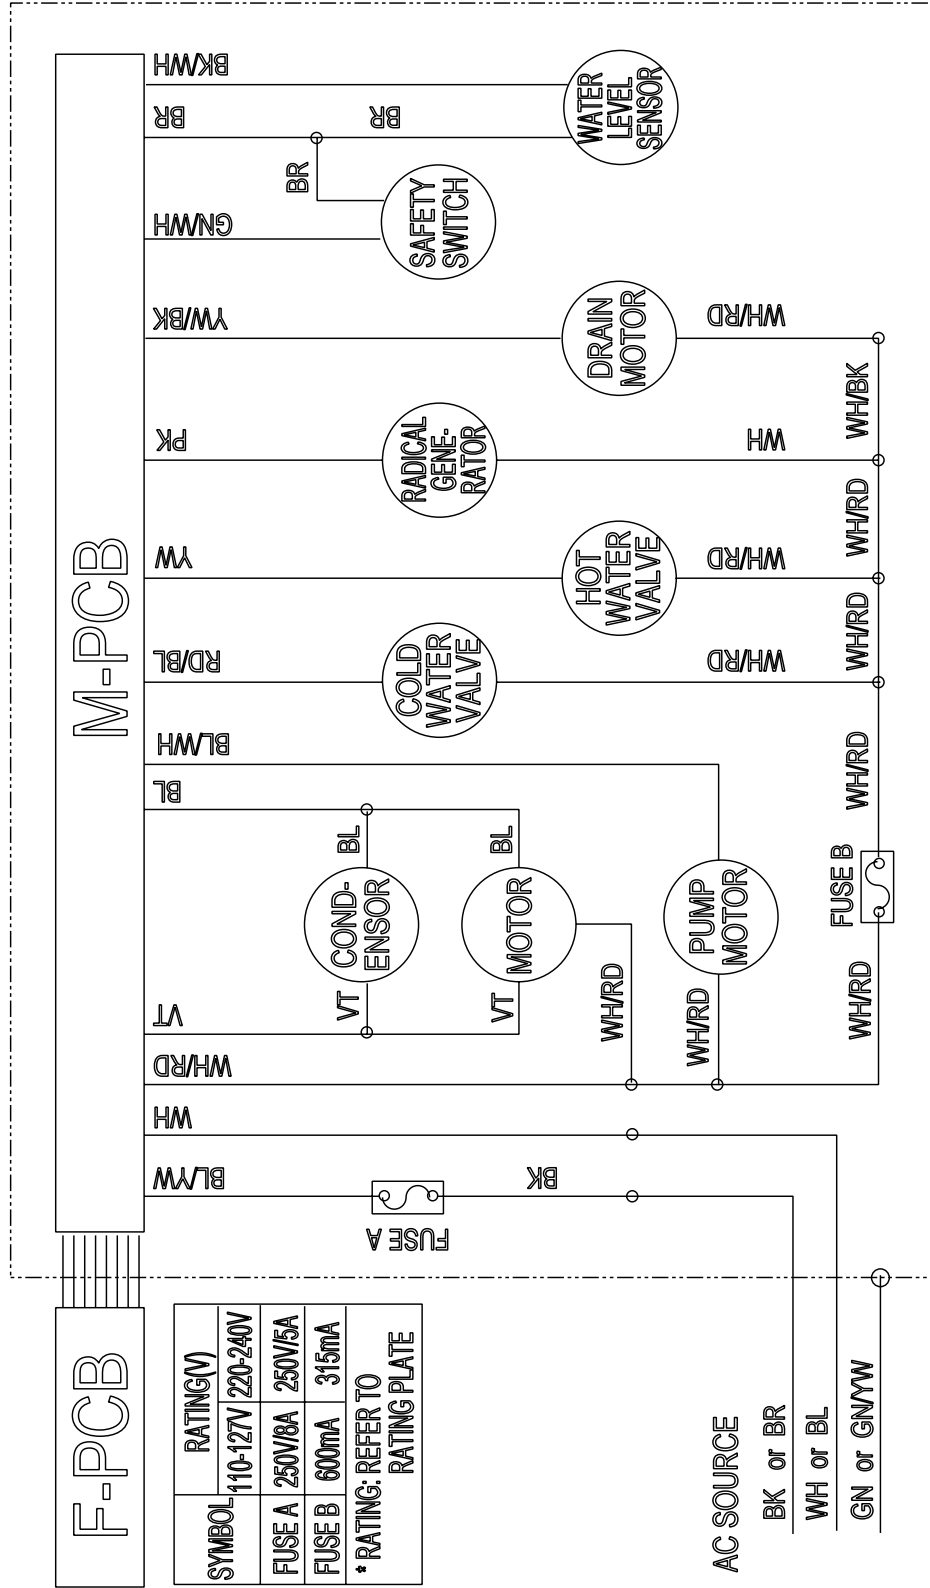 F-PCB
M-PCB
SYMBOL
RATING(V)
110-127V
220-240V
FUSE A
250V/8A
250V/5A
FUSE B
600mA
315mA
*RATING: REFER TO
RATING PLATE
BL/YW
WH
WH/RD
VT
BL
BL/WH
RD/BL
YW
PK
YW/BK
GN/WH
BR
BK/WH
FUSE A
BK
VT
COND-
ENSOR
BL
VT
MOTOR
BL
WH/RD
WH/RD
PUMP
MOTOR
COLD
WATER
VALVE
WH/RD
HOT
WATER
VALVE
WH/RD
RADICAL
GENE-
RATOR
WH
DRAIN
MOTOR
WH/RD
BR
SAFETY
SWITCH
BR
WATER
LEVEL
SENSOR
WH/RD
FUSE B
WH/RD
WH/RD
WH/RD
WH/BK
AC SOURCE
BK or BR
WH or BL
GN or GN/YW